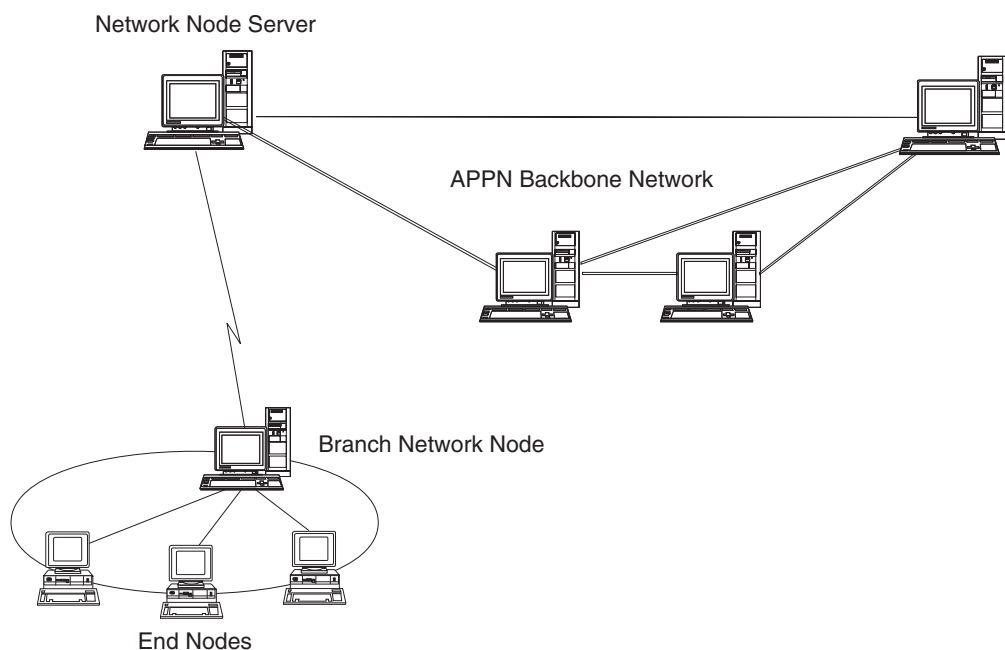 Network Node Server
APPN Backbone Network
Branch Network Node
End Nodes